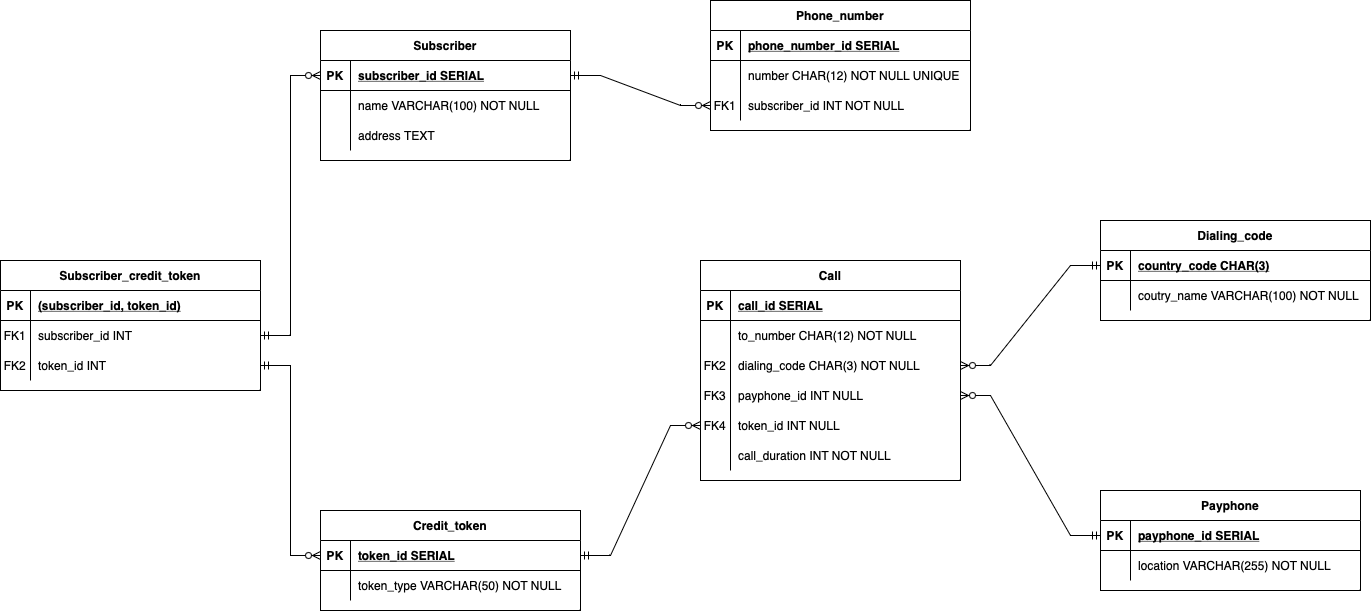 Phone_number
PK phone_number_id SERIAL
number CHAR(12) NOT NULL UNIQUE
FK1 subscriber_id INT NOT NULL
Subscriber
PK subscriber_id SERIAL
name VARCHAR(100) NOT NULL
address TEXT
Dialing_code
PK country_code CHAR(3)
coutry_name VARCHAR(100) NOT NULL
Subscriber_credit_token
PK (subscriber_id, token_id)
FK1 subscriber_id INT
FK2 token_id INT
Call
PK call_id SERIAL
to_number CHAR(12) NOT NULL
FK2 dialing_code CHAR(3) NOT NULL
FK3 payphone_id INT NULL
FK4 token_id INT NULL
call_duration INT NOT NULL
Payphone
PK payphone_id SERIAL
location VARCHAR(255) NOT NULL
Credit_token
PK token_id SERIAL
token_type VARCHAR(50) NOT NULL